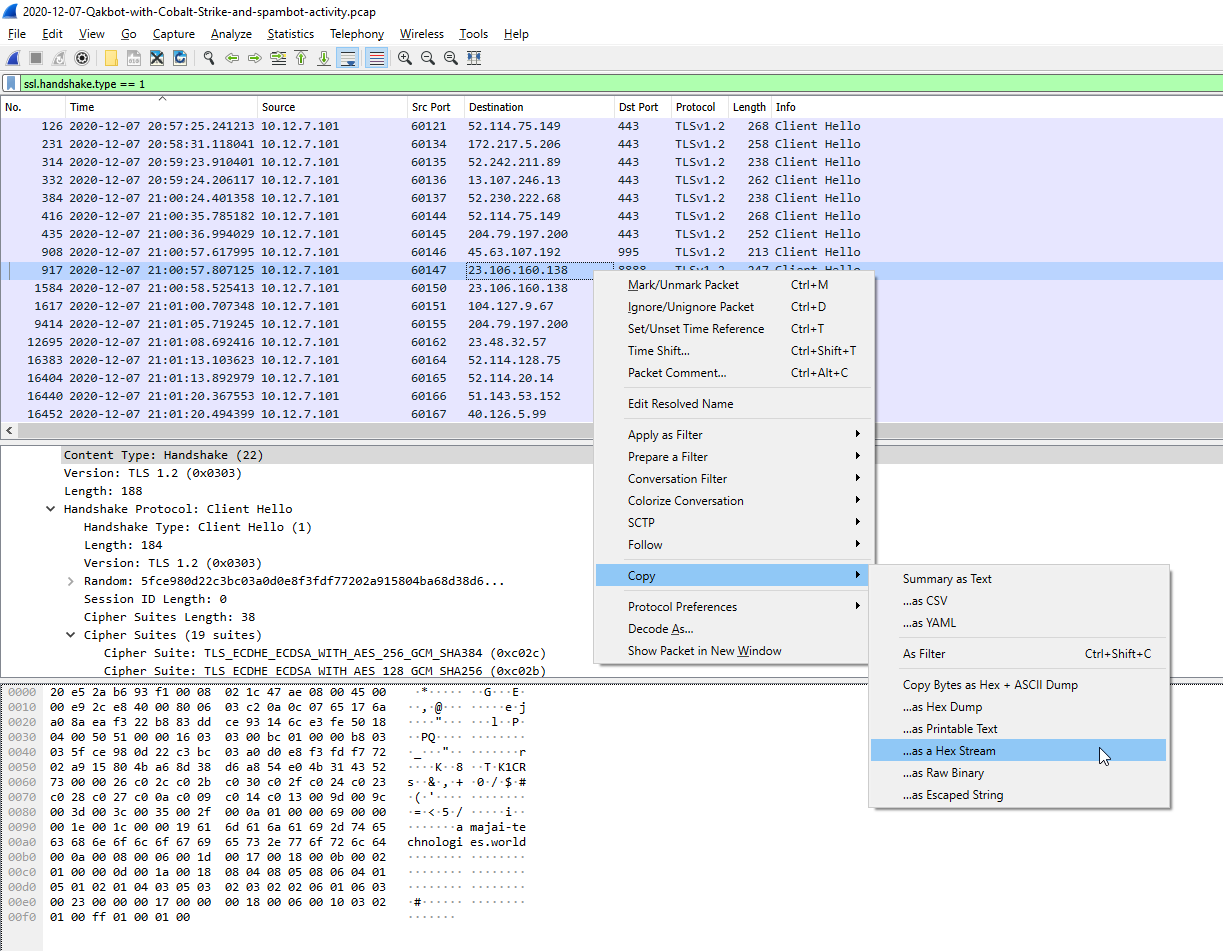 2020-12-07-Qakbot-with-Cobalt-Strike-and-spambot-activity.pcap
File Edit View Go Capture Analyze Statistics Telephony Wireless Tools Help
ssl.handshake.type == 1
No. Time Source Src Port Destination Dst Port Protocol Length Info
126 2020-12-07 20:57:25.241213 10.12.7.101 60121 52.114.75.149 443 TLSv1.2 268 Client Hello
231 2020-12-07 20:58:31.118041 10.12.7.101 60134 172.217.5.206 443 TLSv1.2 258 Client Hello
314 2020-12-07 20:59:23.910401 10.12.7.101 60135 52.242.211.89 443 TLSv1.2 238 Client Hello
332 2020-12-07 20:59:24.206117 10.12.7.101 60136 13.107.246.13 443 TLSv1.2 262 Client Hello
384 2020-12-07 21:00:24.401358 10.12.7.101 60137 52.230.222.68 443 TLSv1.2 238 Client Hello
416 2020-12-07 21:00:35.785182 10.12.7.101 60144 52.114.75.149 443 TLSv1.2 268 Client Hello
435 2020-12-07 21:00:36.994029 10.12.7.101 60145 204.79.197.200 443 TLSv1.2 252 Client Hello
908 2020-12-07 21:00:57.617995 10.12.7.101 60146 45.63.107.192 995 TLSv1.2 213 Client Hello
917 2020-12-07 21:00:57.807125 10.12.7.101 60147 23.106.160.138 8888 TLSv1.2 247 Client Hello
1584 2020-12-07 21:00:58.525413 10.12.7.101 60150 23.106.160.138
1617 2020-12-07 21:01:00.707348 10.12.7.101 60151 104.127.9.67
9414 2020-12-07 21:01:05.719245 10.12.7.101 60155 204.79.197.200
12695 2020-12-07 21:01:08.692416 10.12.7.101 60162 23.48.32.57
16383 2020-12-07 21:01:13.103623 10.12.7.101 60164 52.114.128.75
16404 2020-12-07 21:01:13.892979 10.12.7.101 60165 52.114.20.14
16440 2020-12-07 21:01:20.367553 10.12.7.101 60166 51.143.53.152
16452 2020-12-07 21:01:20.494399 10.12.7.101 60167 40.126.5.99
Mark/Unmark Packet Ctrl+M
Ignore/Unignore Packet Ctrl+D
Set/Unset Time Reference Ctrl+T
Time Shift... Ctrl+Shift+T
Packet Comment... Ctrl+Alt+C
Edit Resolved Name
Apply as Filter
Prepare a Filter
Conversation Filter
Colorize Conversation
SCTP
Follow
Copy
Protocol Preferences
Decode As...
Show Packet in New Window
Summary as Text
...as CSV
...as YAML
As Filter Ctrl+Shift+C
Copy Bytes as Hex + ASCII Dump
...as Hex Dump
...as Printable Text
...as a Hex Stream
...as Raw Binary
...as Escaped String
Content Type: Handshake (22)
Version: TLS 1.2 (0x0303)
Length: 188
Handshake Protocol: Client Hello
Handshake Type: Client Hello (1)
Length: 184
Version: TLS 1.2 (0x0303)
Random: 5fce980d22c3bc03a0d0e8f3fdf77202a915804ba68d38d6...
Session ID Length: 0
Cipher Suites Length: 38
Cipher Suites (19 suites)
Cipher Suite: TLS_ECDHE_ECDSA_WITH_AES_256_GCM_SHA384 (0xc02c)
Cipher Suite: TLS_ECDHE_ECDSA_WITH_AES_128_GCM_SHA256 (0xc02b)
0000 20 e5 2a b6 93 f1 00 08 02 1c 47 ae 08 00 45 00 ·*····· ··G···E·
0010 00 e9 2c e8 40 00 80 06 03 c2 0a 0c 07 65 17 6a ··,·@··· ·····e·j
0020 a0 8a ea f3 22 b8 83 dd ce 93 14 6c e3 fe 50 18 ····"··· ···l··P·
0030 04 00 50 51 00 00 16 03 03 00 bc 01 00 00 b8 03 ··PQ···· ········
0040 03 5f ce 98 0d 22 c3 bc 03 a0 d0 e8 f3 fd f7 72 ·_···"·· ·······r
0050 02 a9 15 80 4b a6 8d 38 d6 a8 54 e0 4b 31 43 52 ····K··8 ··T·K1CR
0060 73 00 00 26 c0 2c c0 2b c0 30 c0 2f c0 24 c0 23 s··&·,·+ ·0·/·$·#
0070 c0 28 c0 27 c0 0a c0 09 c0 14 c0 13 00 9d 00 9c ·(·'···· ········
0080 00 3d 00 3c 00 35 00 2f 00 0a 01 00 00 69 00 00 ·=·<·5·/ ·····i··
0090 00 1e 00 1c 00 00 19 61 6d 61 6a 61 69 2d 74 65 ·······a majai-te
00a0 63 68 6e 6f 6c 6f 67 69 65 73 2e 77 6f 72 6c 64 chnologi es.world
00b0 00 0a 00 08 00 06 00 1d 00 17 00 18 00 0b 00 02 ········ ········
00c0 01 00 00 0d 00 1a 00 18 08 04 08 05 08 06 04 01 ········ ········
00d0 05 01 02 01 04 03 05 03 02 03 02 02 06 01 06 03 ········ ········
00e0 00 23 00 00 00 17 00 00 00 18 00 06 00 10 03 02 ·#······ ········
00f0 01 00 ff 01 00 01 00 ·······